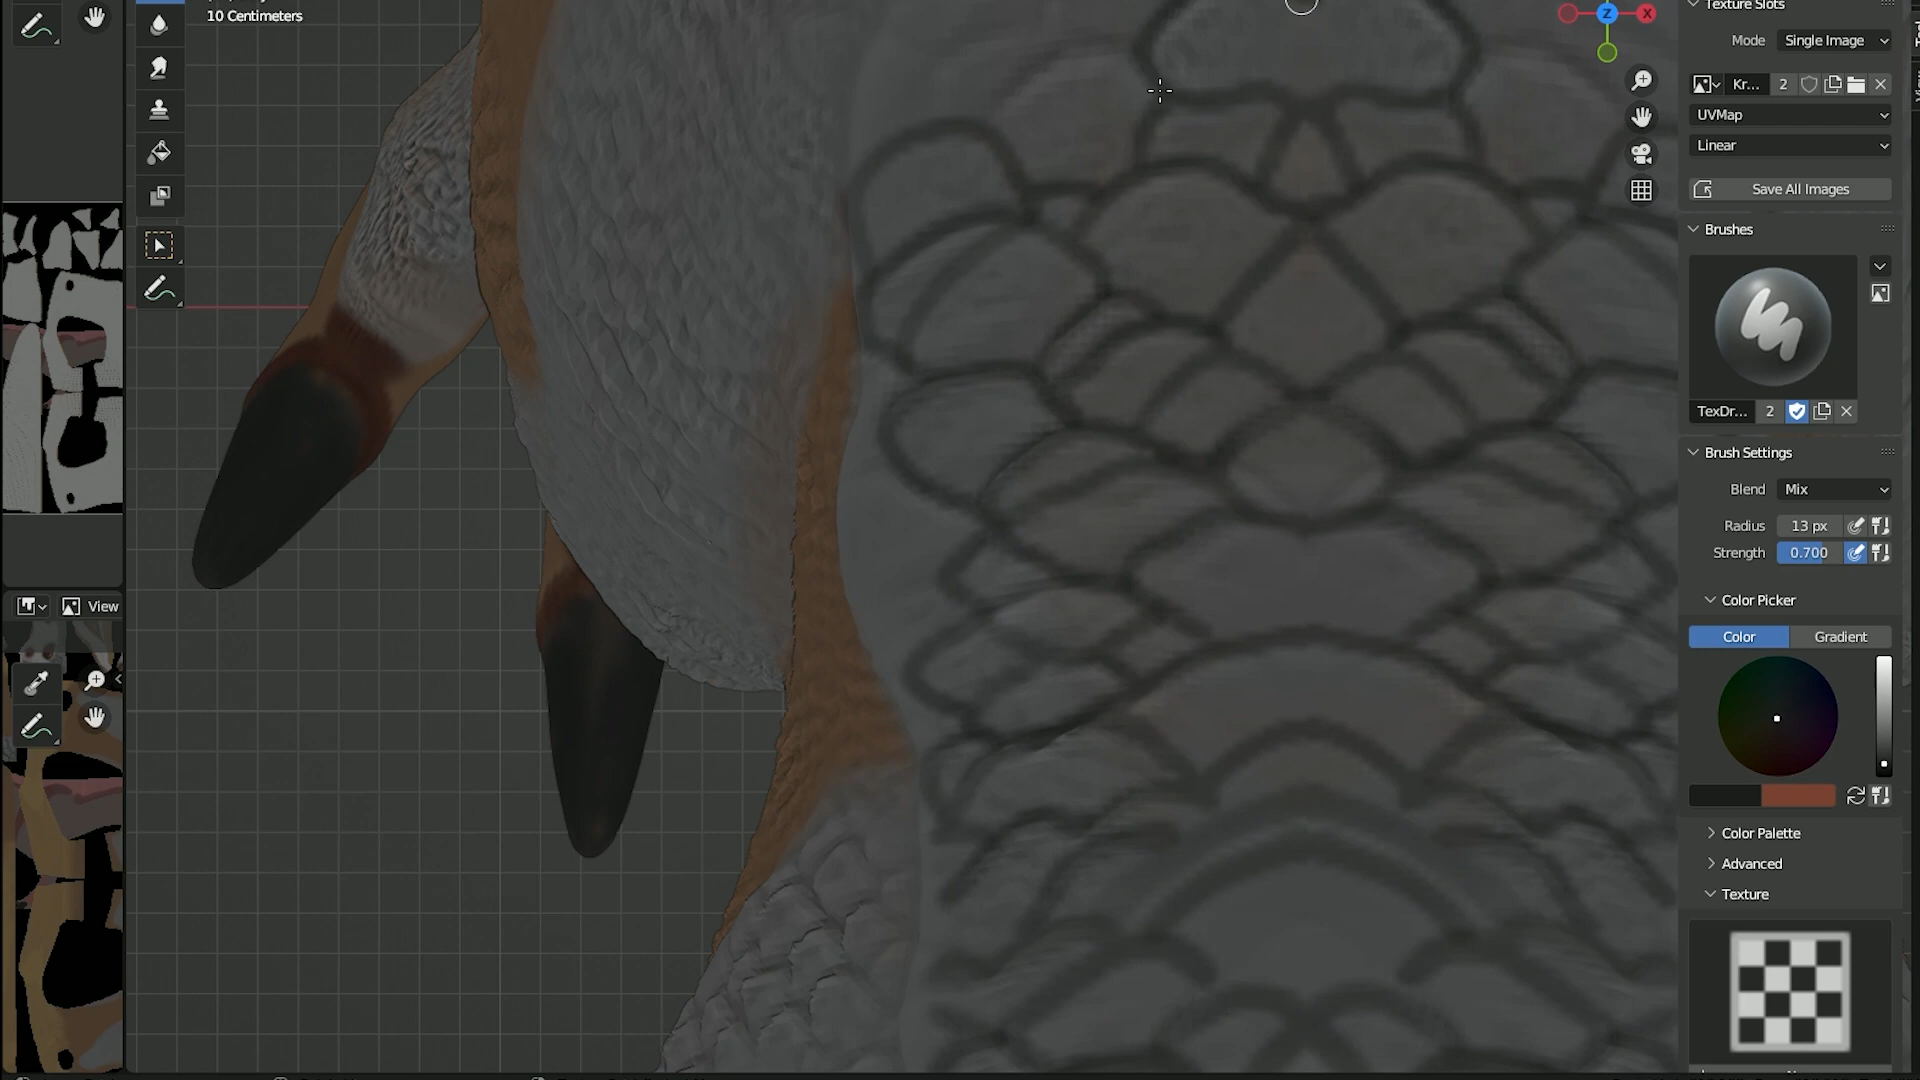 10 Centimeters
Z
X
Texture Slots
Mode Single Image
Kr... 2
UVMap
Linear
Save All Images
Brushes
TexDr... 2
Brush Settings
Blend Mix
Radius 13 px
Strength 0.700
Color Picker
Color Gradient
Color Palette
Advanced
Texture
View